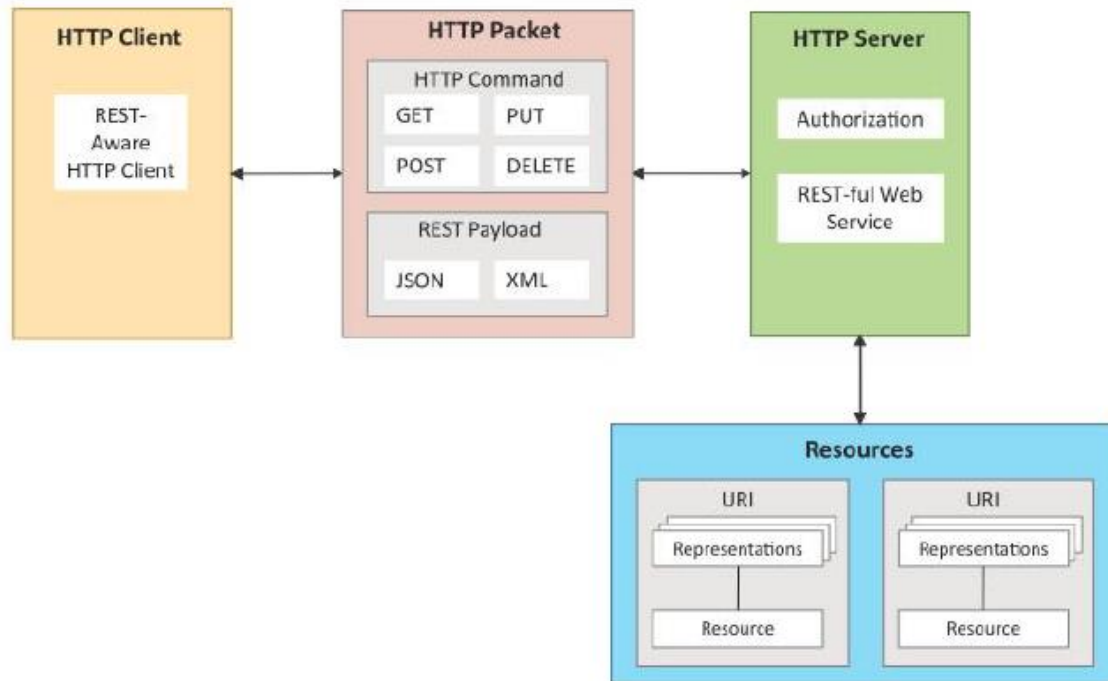 HTTP Client
REST-
Aware
HTTP Client
HTTP Packet
HTTP Command
GET
PUT
POST
DELETE
REST Payload
JSON
XML
HTTP Server
Authorization
REST-ful Web
Service
Resources
URI
Representations
Resource
URI
Representations
Resource